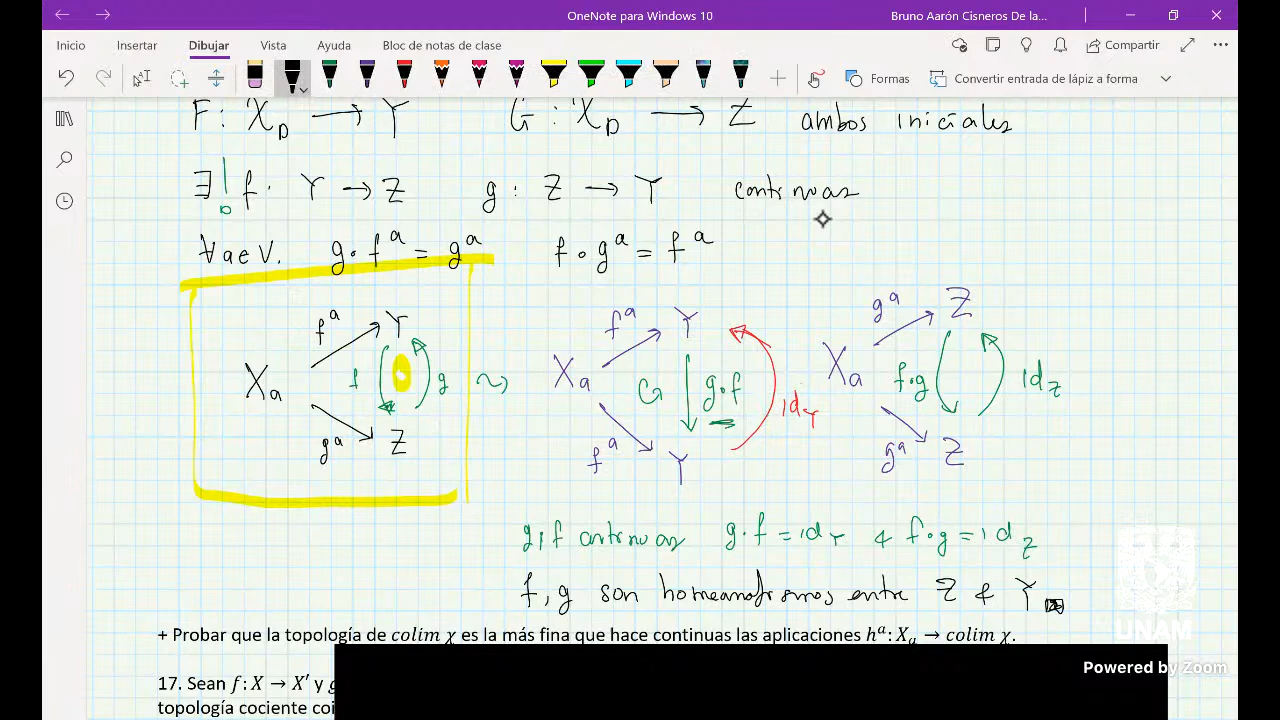 OneNote para Windows 10
Bruno Aarón Cisneros De la...
Inicio Insertar Dibujar Vista Ayuda Bloc de notas de clase
Compartir
Formas Convertir entrada de lápiz a forma
F: X_D → Y G: X_D → Z ambos iniciales
∃! f: Y → Z g: Z → Y continuas
∀a∈V. g∘f^a = g^a f∘g^a = f^a
X_a f^a Y f g g^a Z
X_a f^a Y g∘f id_Y f^a Y
X_a g^a Z f∘g id_Z g^a Z
g, f continuas g∘f = id_Y & f∘g = id_Z
f, g son homeomorfismos entre Z & Y
+ Probar que la topología de colim χ es la más fina que hace continuas las aplicaciones h^a: X_a → colim χ.
17. Sean f: X → X' y g
topología cociente coi
UNAM
Powered by Zoom